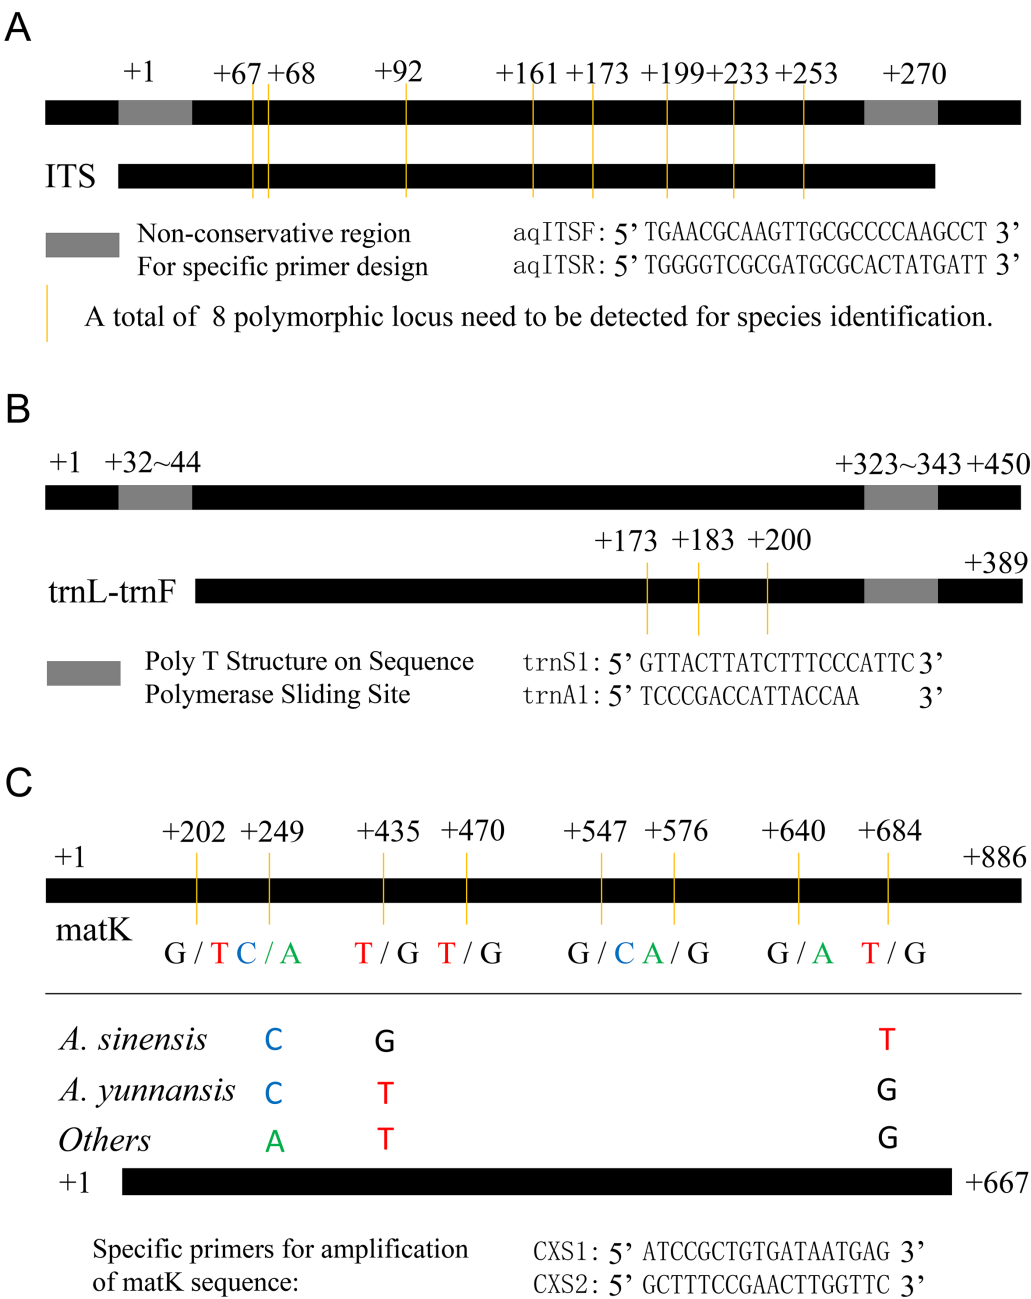 A
+1 +67 +68 +92 +161 +173 +199 +233 +253 +270
ITS
Non-conservative region
For specific primer design
aqITSF: 5’ TGAACGCAAGTTGCGCCCCAAGCCT 3’
aqITSR: 5’ TGGGGTCGCGATGCGCACTATGATT 3’
A total of 8 polymorphic locus need to be detected for species identification.
B
+1 +32~44 +323~343 +450
+173 +183 +200
+389
trnL-trnF
Poly T Structure on Sequence
Polymerase Sliding Site
trnS1: 5’ GTTACTTATCTTTCCCATTC 3’
trnA1: 5’ TCCCGACCATTACCAA 3’
C
+202 +249 +435 +470 +547 +576 +640 +684
+1 +886
matK
G / T C / A T / G T / G G / C A / G G / A T / G
A. sinensis C G T
A. yunnansis C T G
Others A T G
+1 +667
Specific primers for amplification
of matK sequence:
CXS1: 5’ ATCCGCTGTGATAATGAG 3’
CXS2: 5’ GCTTTCCGAACTTGGTTC 3’